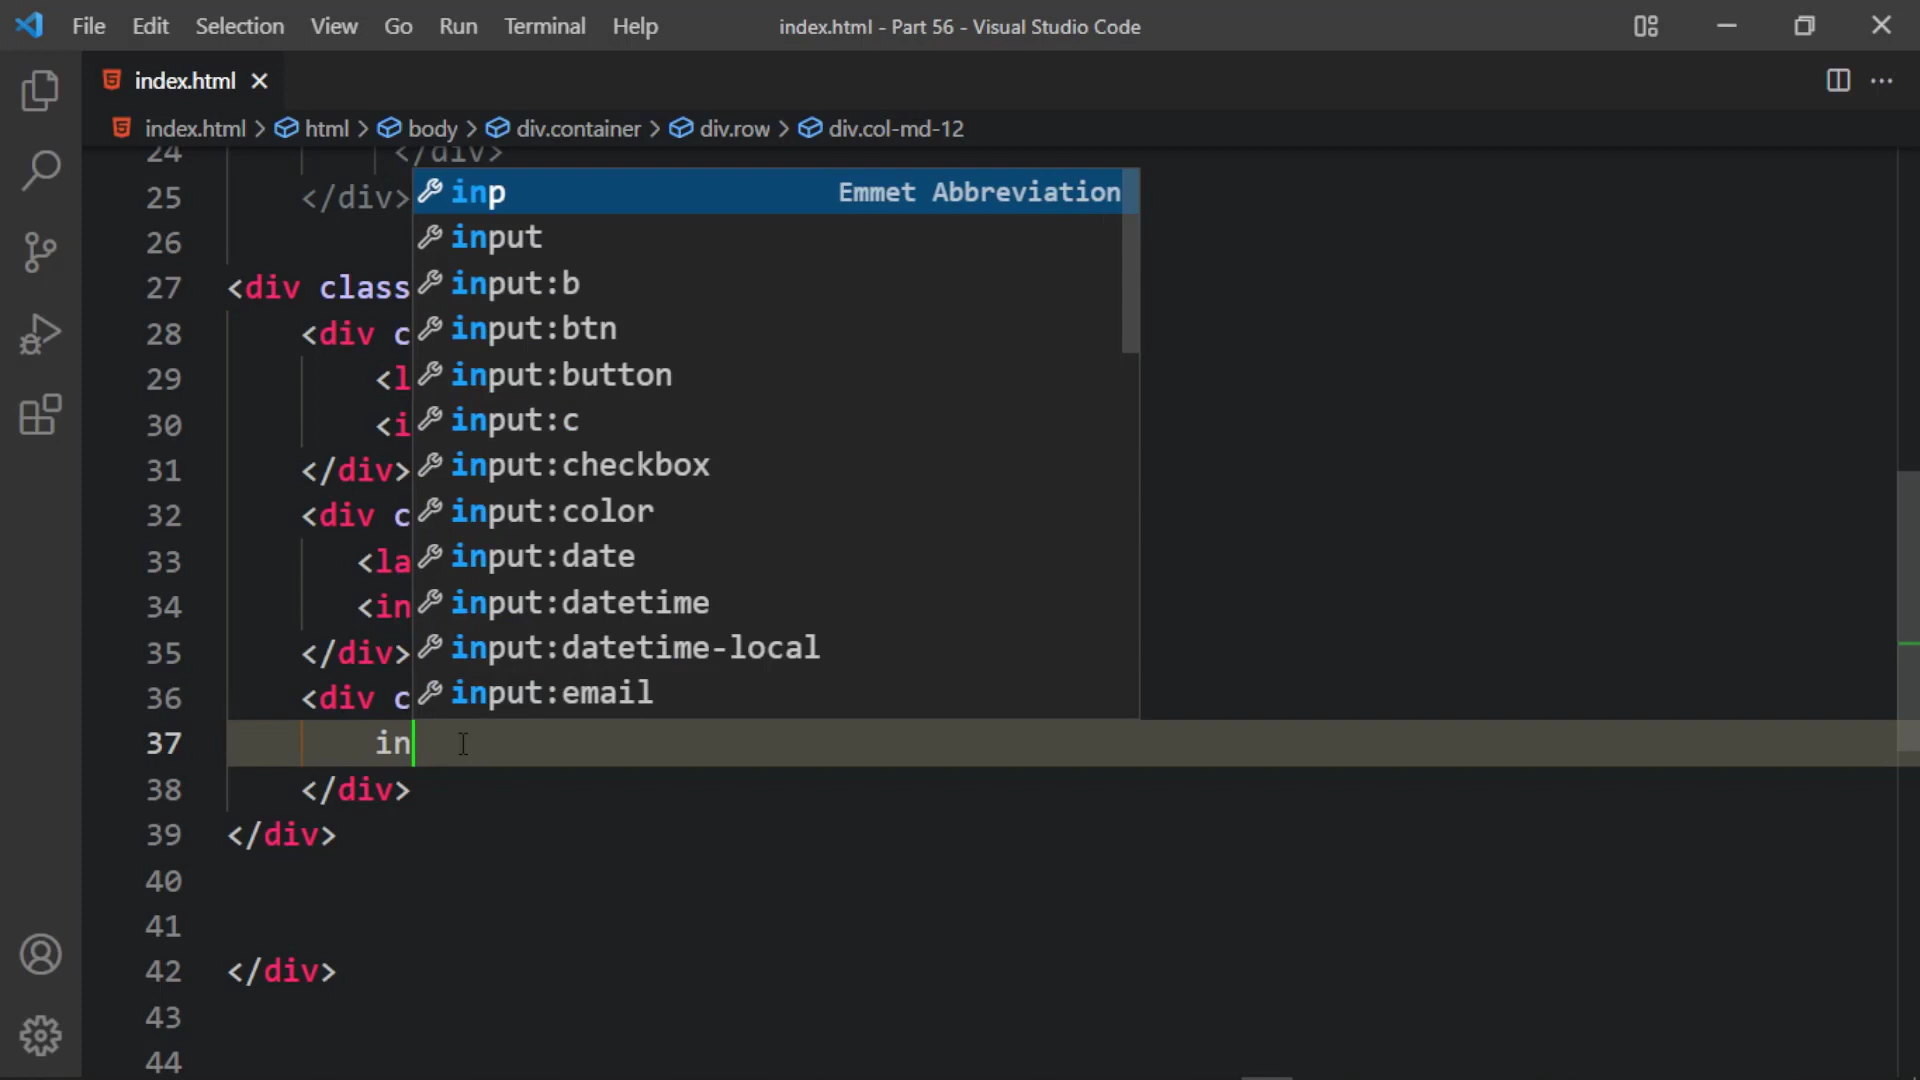 File Edit Selection View Go Run Terminal Help index.html - Part 56 - Visual Studio Code
index.html
index.html > html > body > div.container > div.row > div.col-md-12
24 </div>
25 </div>
26
27 <div class
28 <div c
29 <l
30 <i
31 </div>
32 <div c
33 <la
34 <in
35 </div>
36 <div c
37 in
38 </div>
39 </div>
40
41
42 </div>
43
44
inp Emmet Abbreviation
input
input:b
input:btn
input:button
input:c
input:checkbox
input:color
input:date
input:datetime
input:datetime-local
input:email